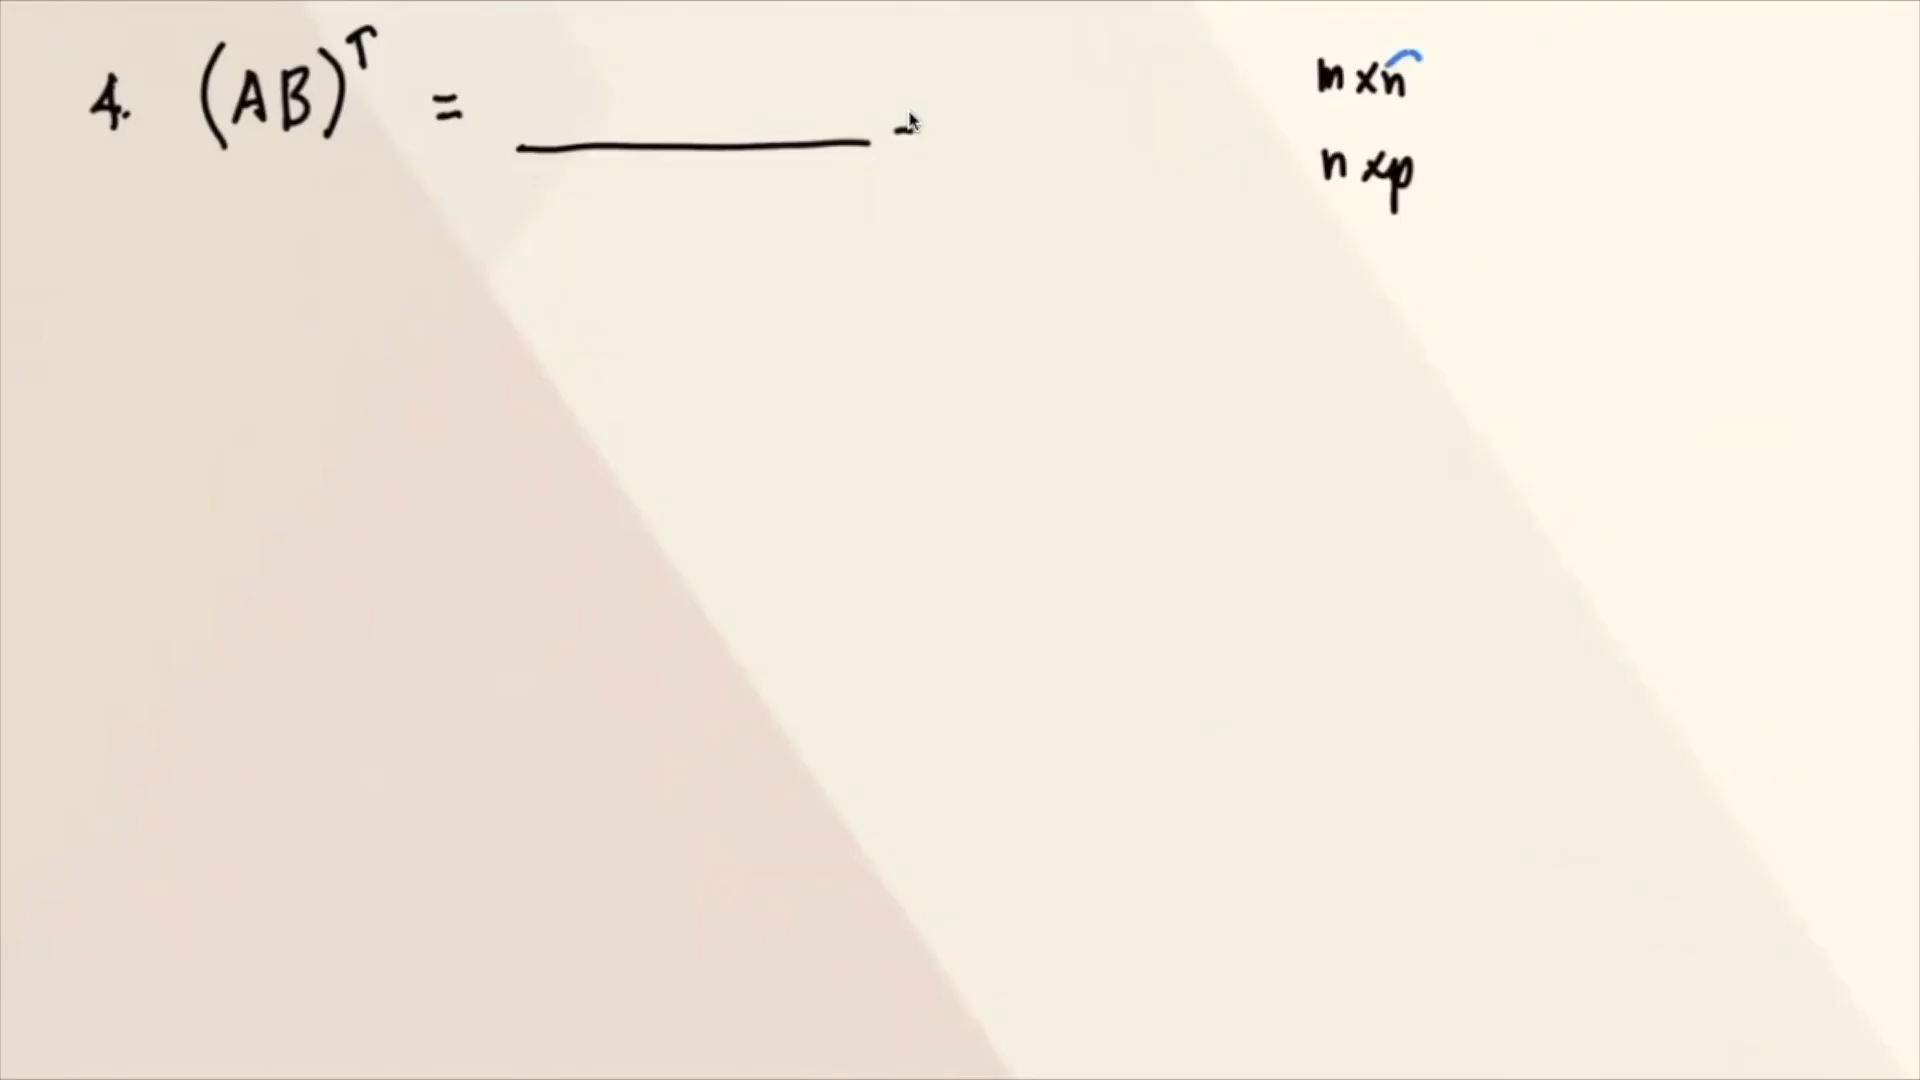 4. (AB)ᵀ = ________ -
m×n
n×p